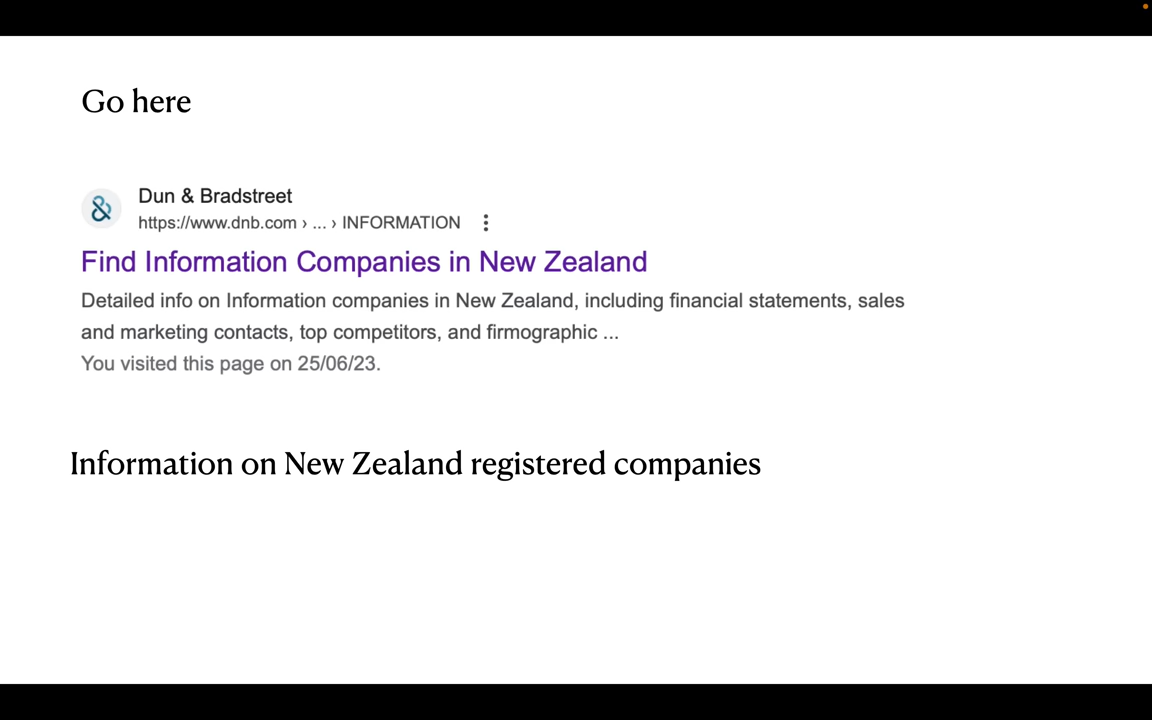 Go here
Dun & Bradstreet
https://www.dnb.com › ... › INFORMATION
Find Information Companies in New Zealand
Detailed info on Information companies in New Zealand, including financial statements, sales
and marketing contacts, top competitors, and firmographic ...
You visited this page on 25/06/23.
Information on New Zealand registered companies